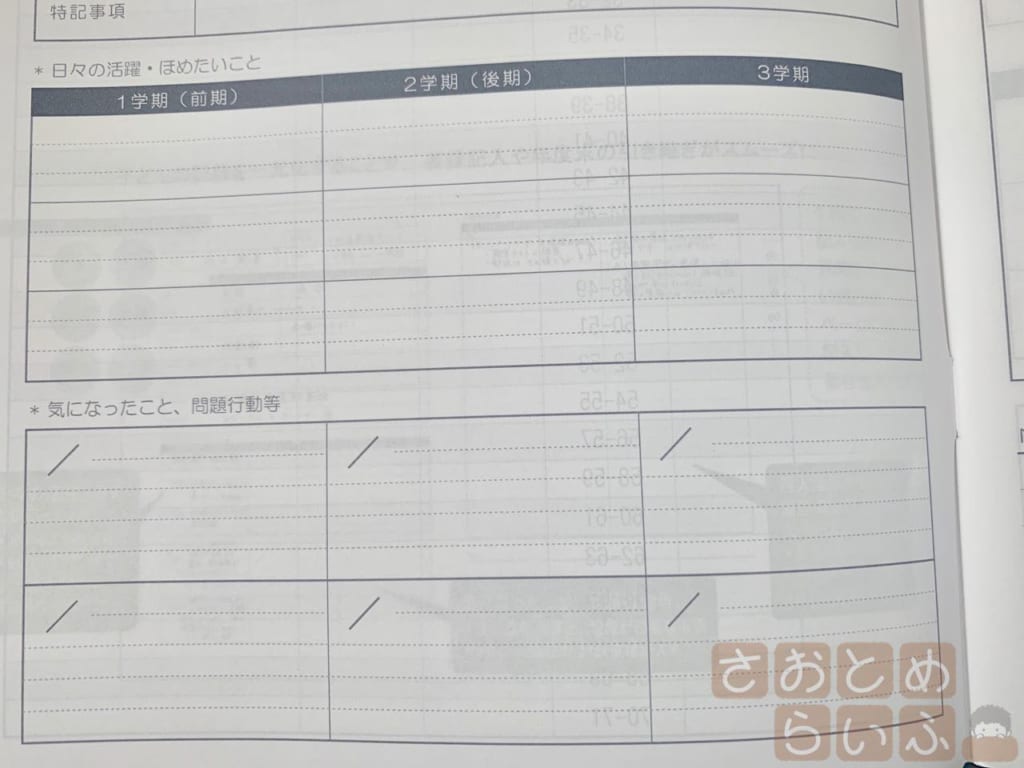 特記事項
* 日々の活躍・ほめたいこと
1学期（前期） 2学期（後期） 3学期
* 気になったこと、問題行動等
/ / /
/ / /
さおとめ
らいふ